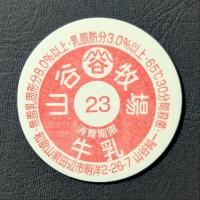 ・無脂乳固形分8.0%以上・乳脂肪分3.0%以上・65℃30分間殺菌・
谷
山谷牧場
23
消費期限
牛乳
和歌山県田辺市明洋2-26-7 山谷